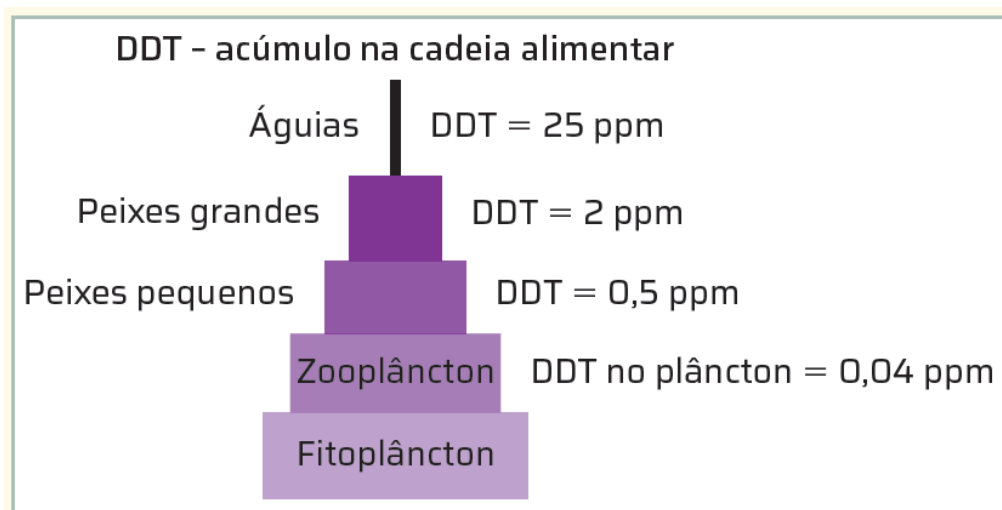 DDT – acúmulo na cadeia alimentar
Águias DDT = 25 ppm
Peixes grandes DDT = 2 ppm
Peixes pequenos DDT = 0,5 ppm
Zooplâncton DDT no plâncton = 0,04 ppm
Fitoplâncton